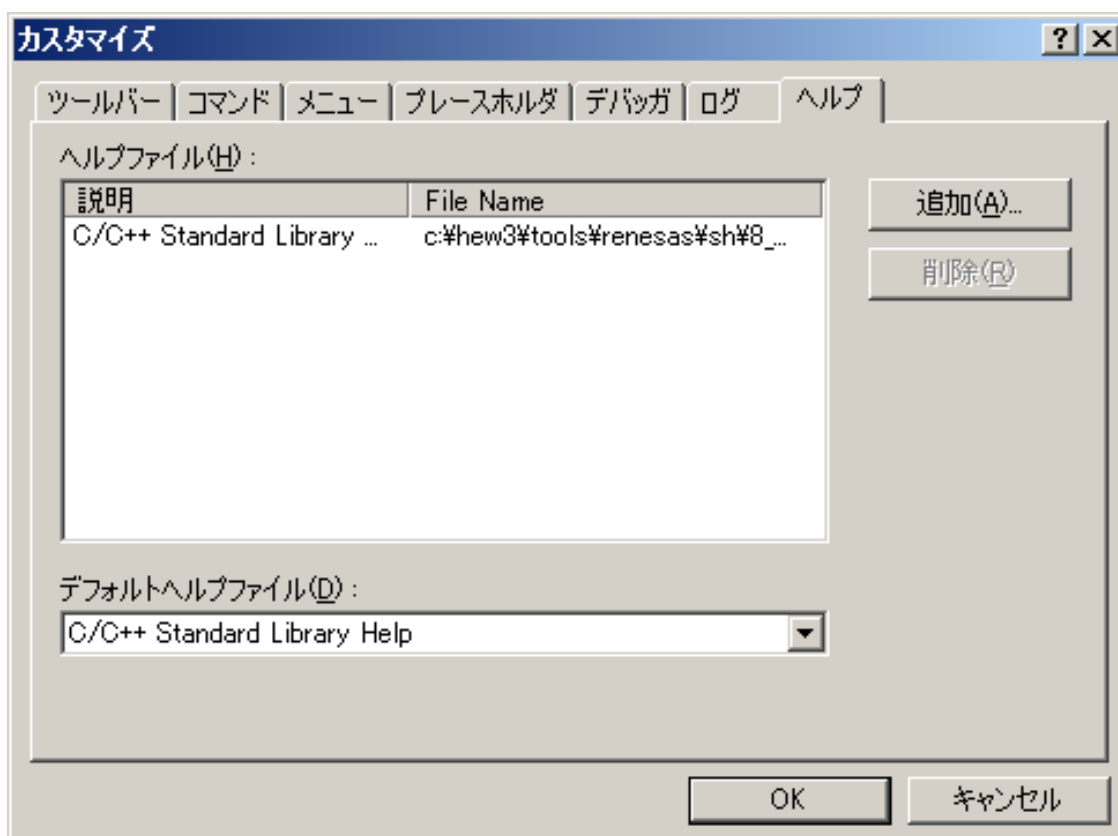 カスタマイズ
ツールバー コマンド メニュー プレースホルダ デバッガ ログ ヘルプ
ヘルプファイル(H):
説明 File Name
C/C++ Standard Library ... c:¥hew3¥tools¥renesas¥sh¥8_...
追加(A)...
削除(R)
デフォルトヘルプファイル(D):
C/C++ Standard Library Help
OK キャンセル